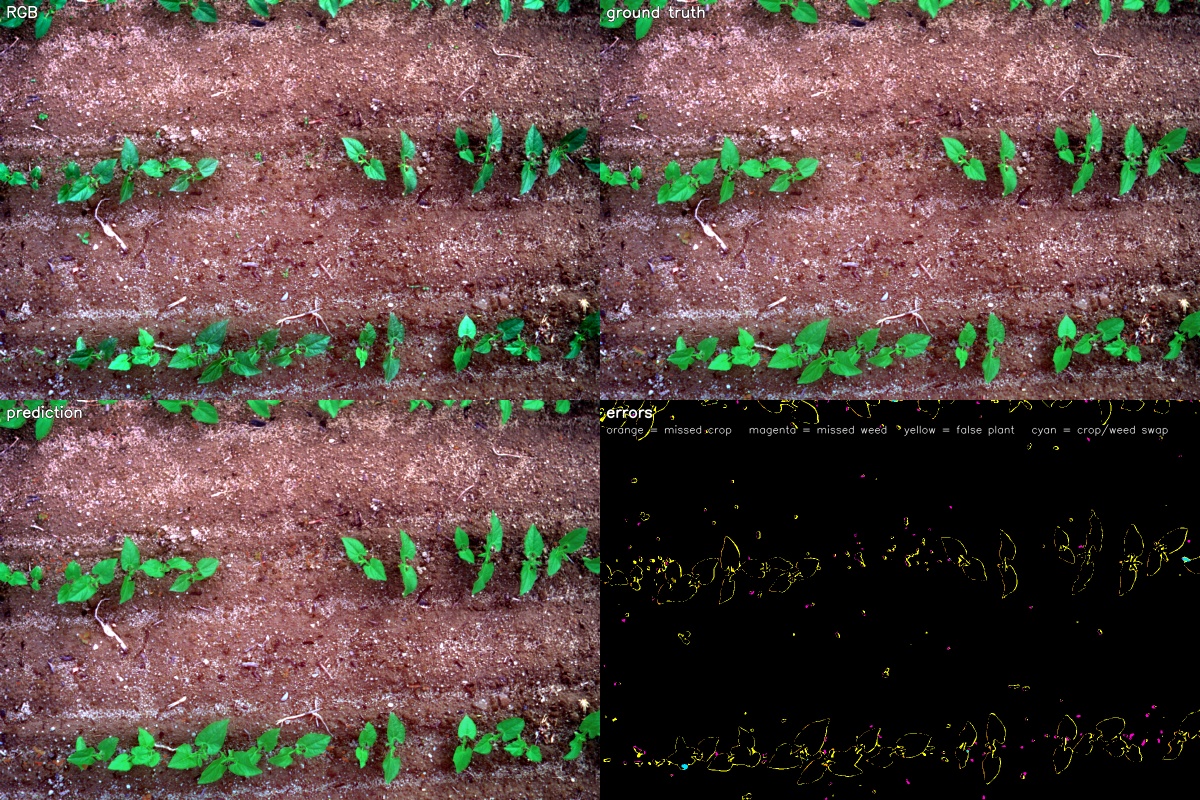 RGB
ground truth
prediction
errors
orange = missed crop magenta = missed weed yellow = false plant cyan = crop/weed swap